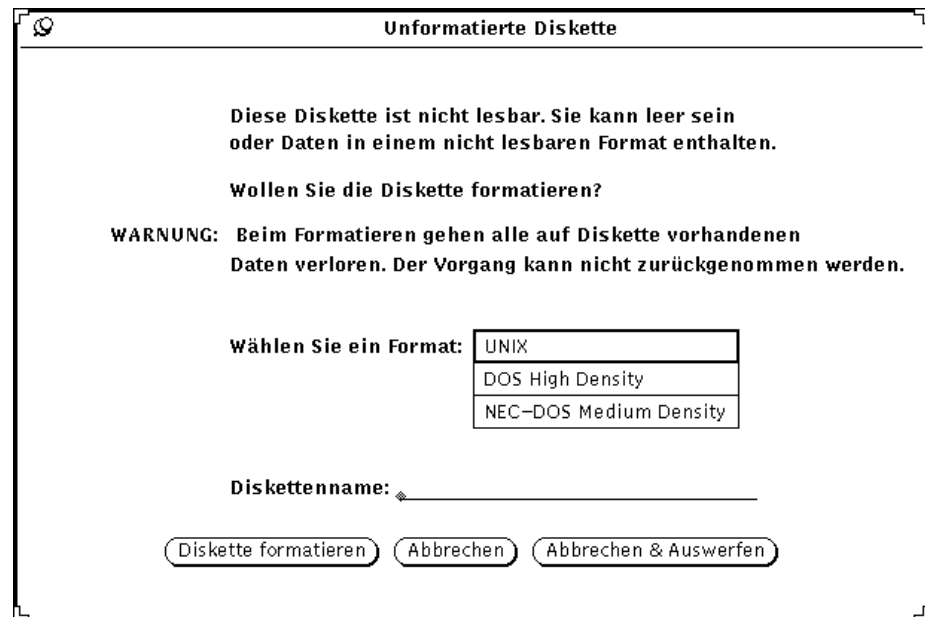 Unformatierte Diskette
Diese Diskette ist nicht lesbar. Sie kann leer sein
oder Daten in einem nicht lesbaren Format enthalten.
Wollen Sie die Diskette formatieren?
WARNUNG: Beim Formatieren gehen alle auf Diskette vorhandenen
Daten verloren. Der Vorgang kann nicht zurückgenommen werden.
Wählen Sie ein Format: UNIX
DOS High Density
NEC-DOS Medium Density
Diskettenname:
Diskette formatieren Abbrechen Abbrechen & Auswerfen